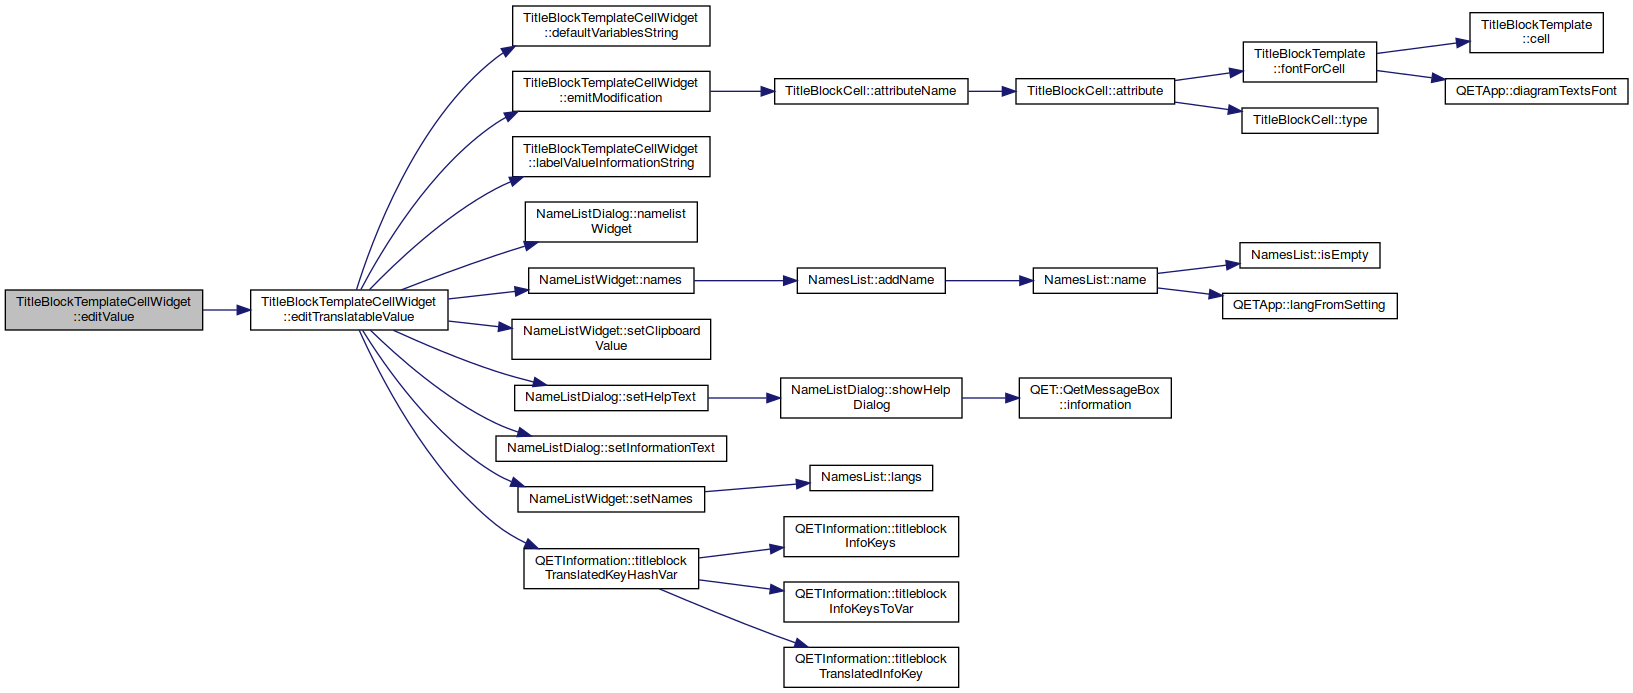 TitleBlockTemplateCellWidget
::editValue
TitleBlockTemplateCellWidget
::editTranslatableValue
TitleBlockTemplateCellWidget
::defaultVariablesString
TitleBlockTemplateCellWidget
::emitModification
TitleBlockTemplateCellWidget
::labelValueInformationString
NameListDialog::namelist
Widget
NameListWidget::names
NameListWidget::setClipboard
Value
NameListDialog::setHelpText
NameListDialog::setInformationText
NameListWidget::setNames
QETInformation::titleblock
TranslatedKeyHashVar
TitleBlockCell::attributeName
NamesList::addName
NameListDialog::showHelp
Dialog
NamesList::langs
QETInformation::titleblock
InfoKeys
QETInformation::titleblock
InfoKeysToVar
QETInformation::titleblock
TranslatedInfoKey
TitleBlockCell::attribute
NamesList::name
QET::QetMessageBox
::information
TitleBlockTemplate
::fontForCell
TitleBlockCell::type
NamesList::isEmpty
QETApp::langFromSetting
TitleBlockTemplate
::cell
QETApp::diagramTextsFont